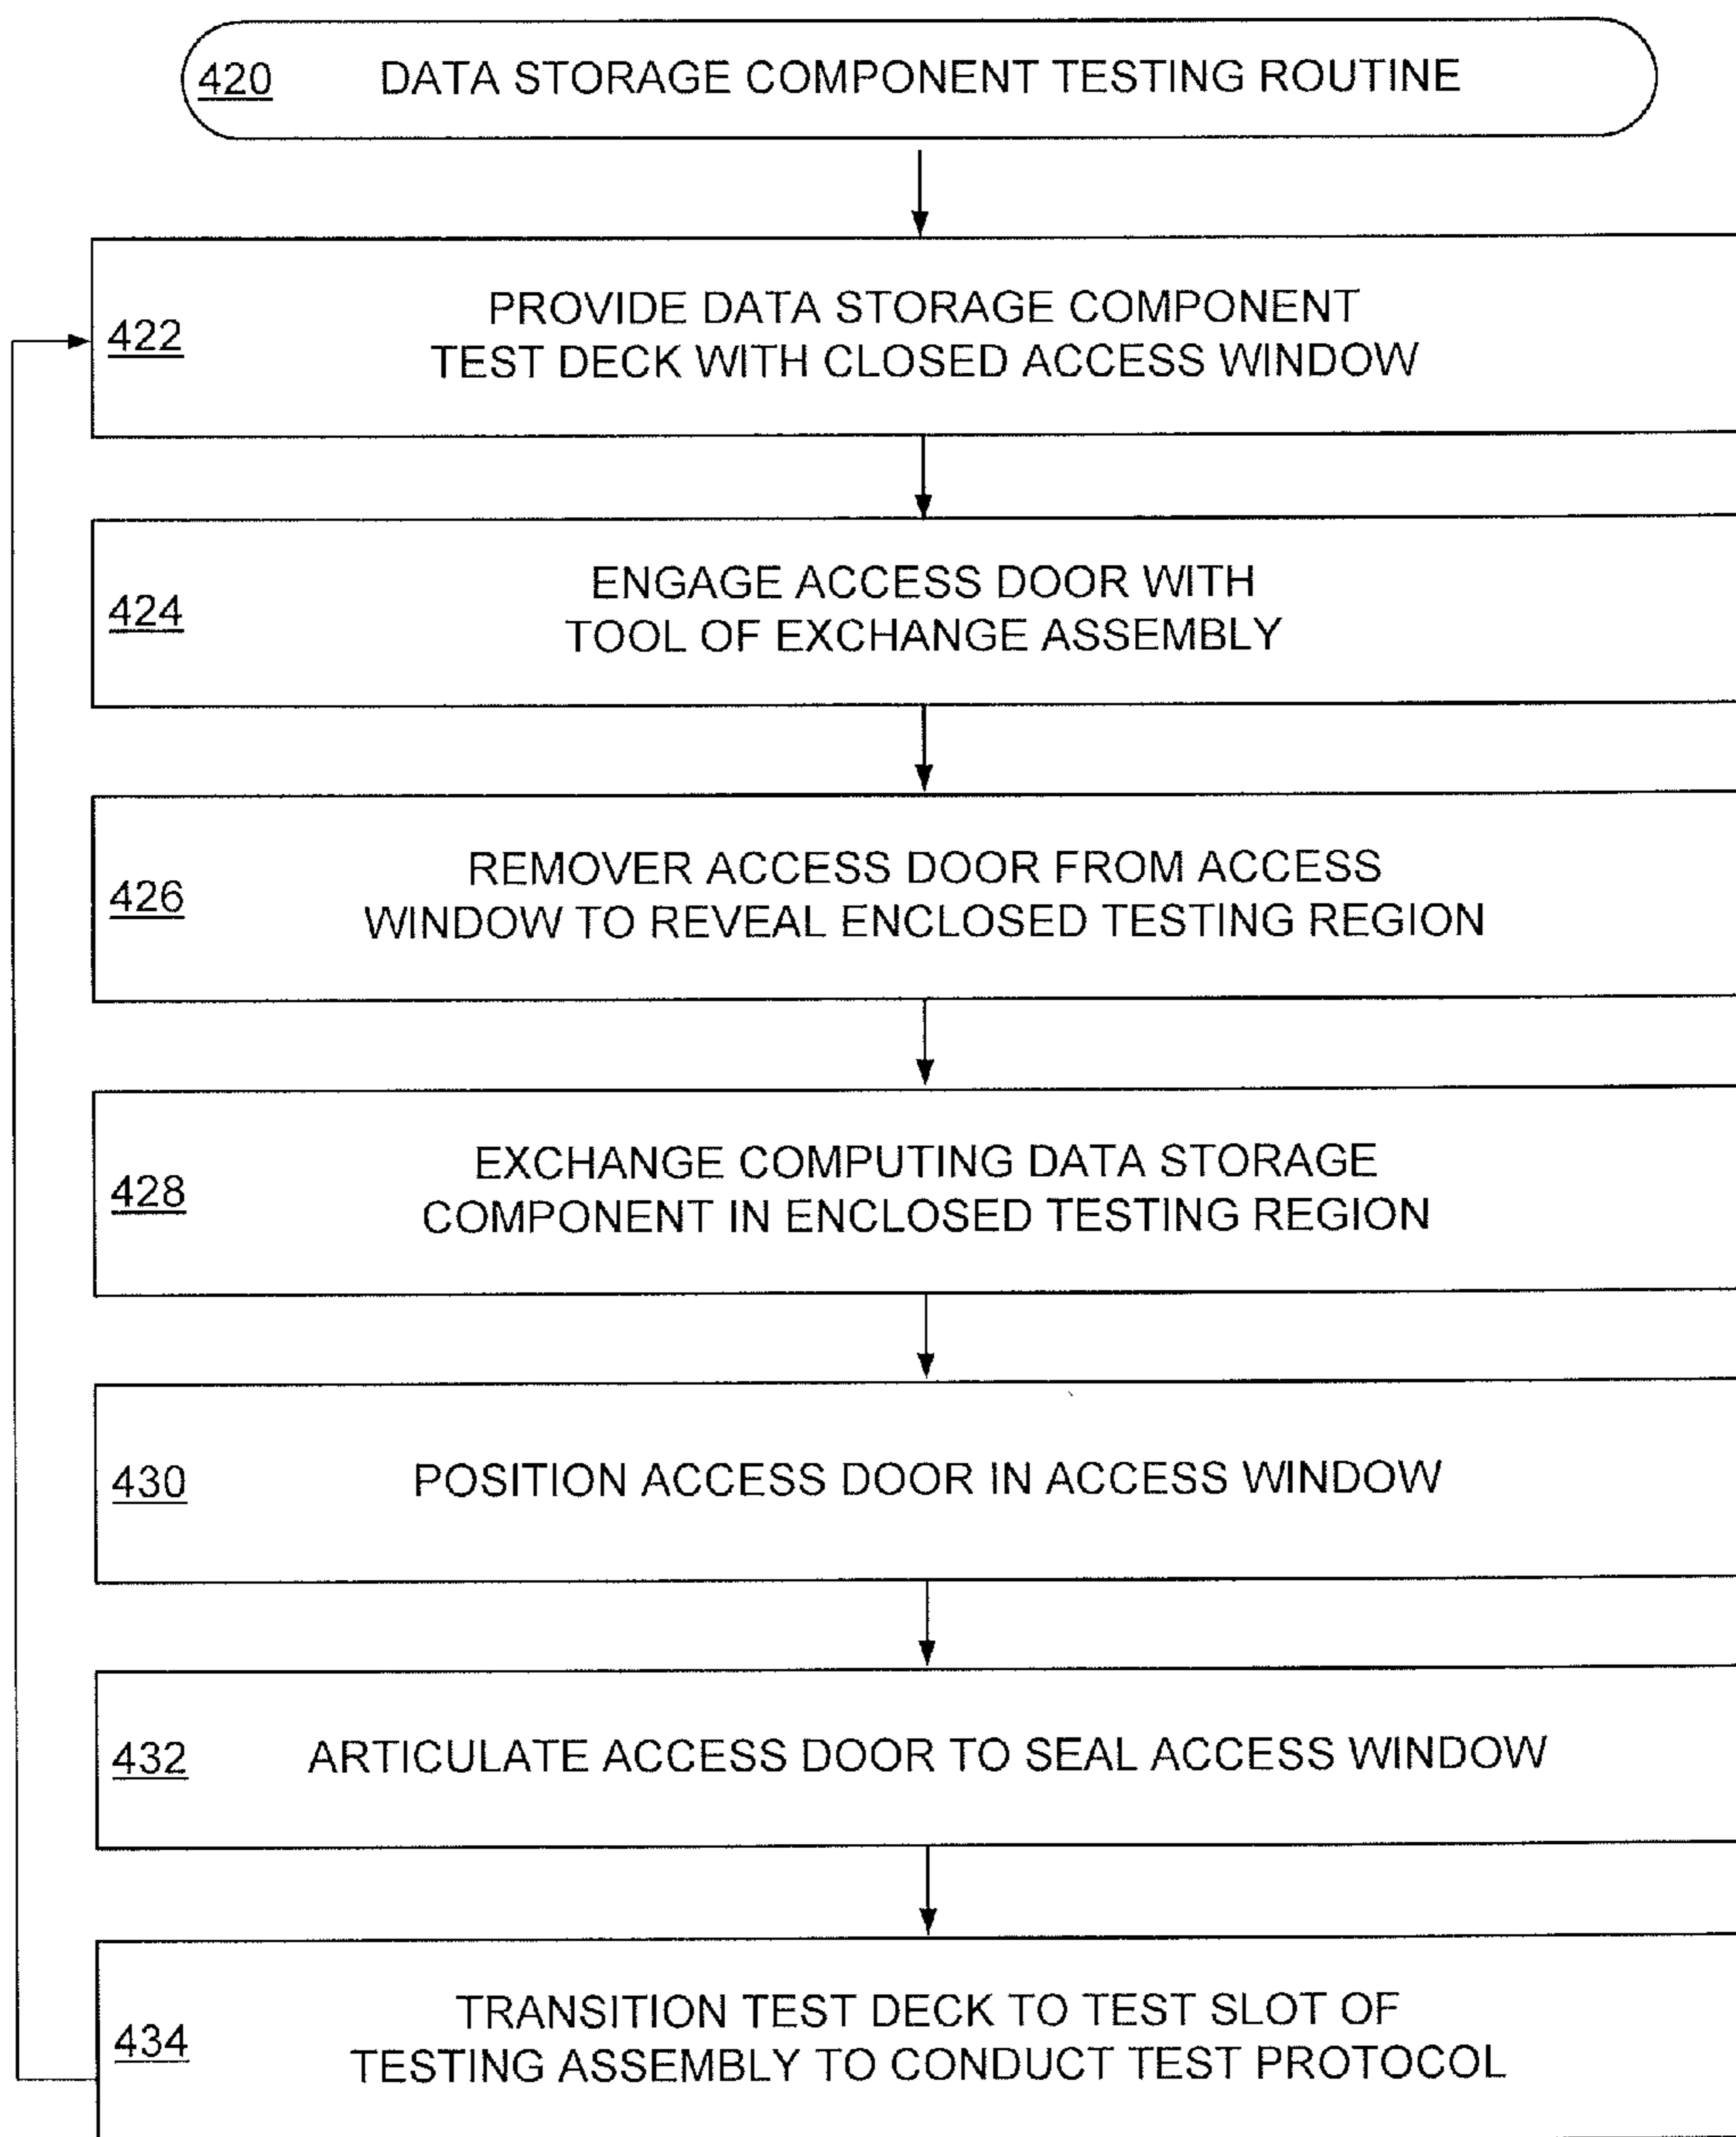 420 DATA STORAGE COMPONENT TESTING ROUTINE
422
PROVIDE DATA STORAGE COMPONENT
TEST DECK WITH CLOSED ACCESS WINDOW
424
ENGAGE ACCESS DOOR WITH
TOOL OF EXCHANGE ASSEMBLY
426
REMOVER ACCESS DOOR FROM ACCESS
WINDOW TO REVEAL ENCLOSED TESTING REGION
428
EXCHANGE COMPUTING DATA STORAGE
COMPONENT IN ENCLOSED TESTING REGION
430 POSITION ACCESS DOOR IN ACCESS WINDOW
432 ARTICULATE ACCESS DOOR TO SEAL ACCESS WINDOW
434
TRANSITION TEST DECK TO TEST SLOT OF
TESTING ASSEMBLY TO CONDUCT TEST PROTOCOL